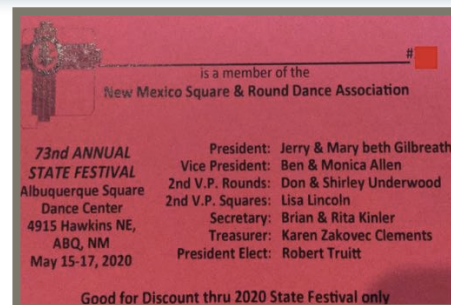 #
is a member of the
New Mexico Square & Round Dance Association
73nd ANNUAL
STATE FESTIVAL
Albuquerque Square
Dance Center
4915 Hawkins NE,
ABQ, NM
May 15-17, 2020
President: Jerry & Mary beth Gilbreath
Vice President: Ben & Monica Allen
2nd V.P. Rounds: Don & Shirley Underwood
2nd V.P. Squares: Lisa Lincoln
Secretary: Brian & Rita Kinler
Treasurer: Karen Zakovec Clements
President Elect: Robert Truitt
Good for Discount thru 2020 State Festival only